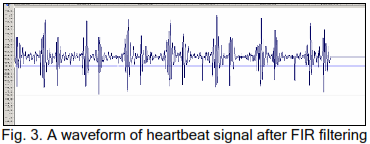 Fig. 3. A waveform of heartbeat signal after FIR filtering